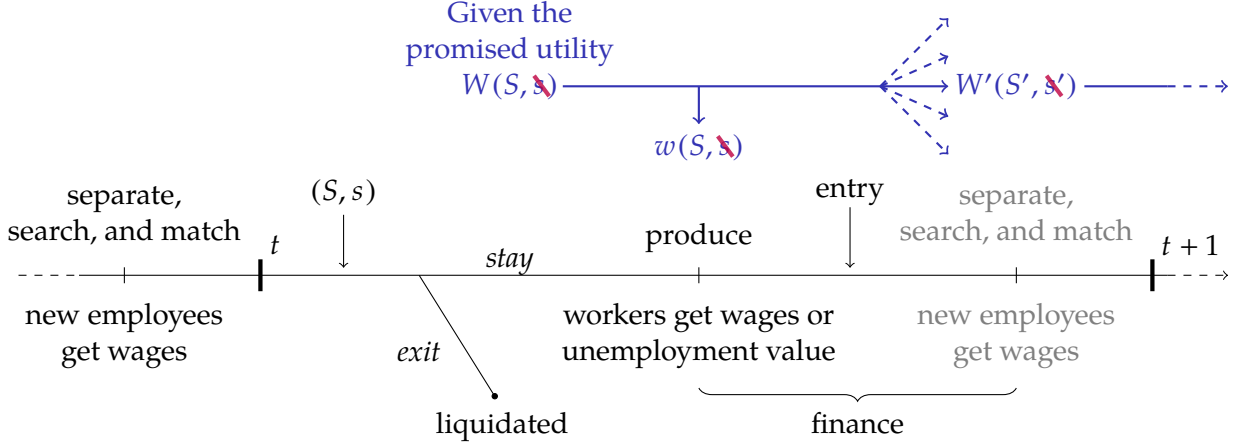 Given the
promised utility
W(S, s)
W′(S′, s′)
w(S, s)
separate,
search, and match
t
(S, s)
stay
produce
entry
separate,
search, and match
t + 1
new employees
get wages
exit
liquidated
workers get wages or
unemployment value
new employees
get wages
finance